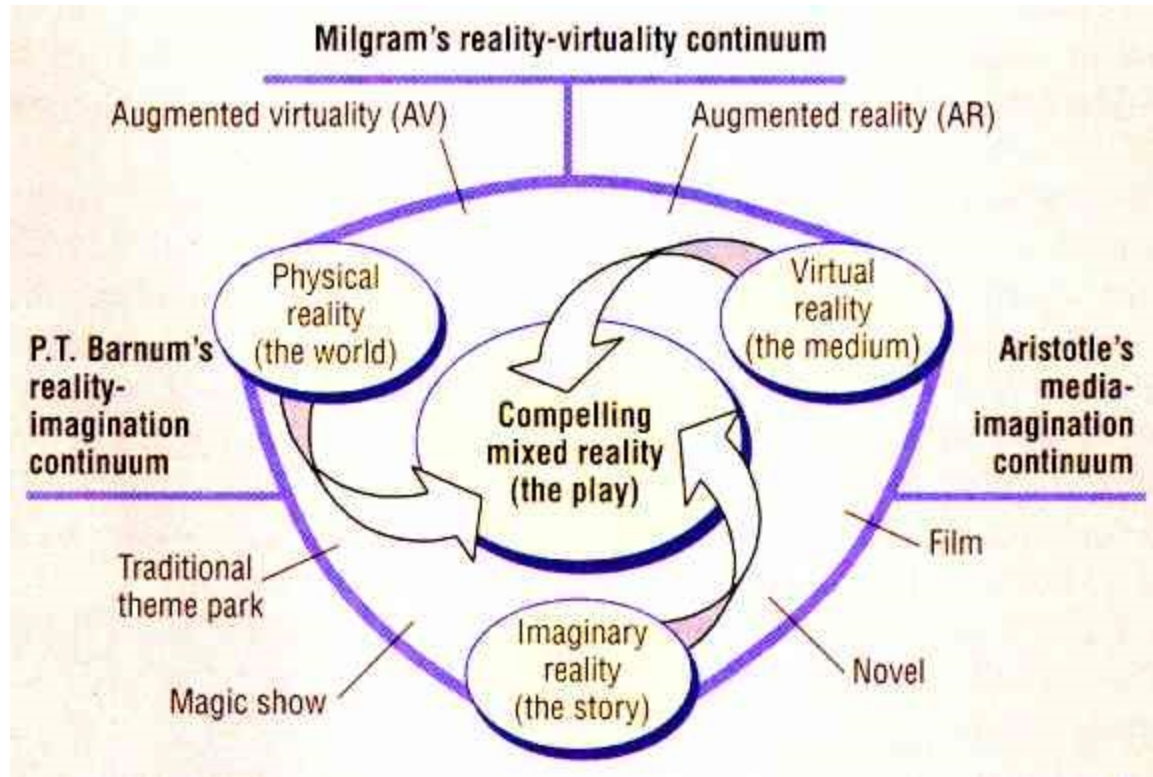 Milgram's reality-virtuality continuum
Augmented virtuality (AV)
Augmented reality (AR)
Physical
reality
(the world)
Virtual
reality
(the medium)
P.T. Barnum's
reality-
imagination
continuum
Aristotle's
media-
imagination
continuum
Compelling
mixed reality
(the play)
Traditional
theme park
Film
Imaginary
reality
(the story)
Magic show
Novel